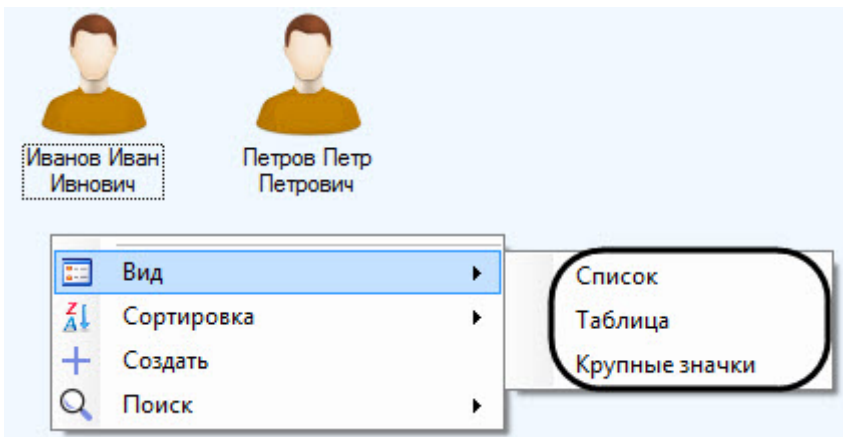 Иванов Иван
Ивнович
Петров Петр
Петрович
Вид
Сортировка
Создать
Поиск
Список
Таблица
Крупные значки